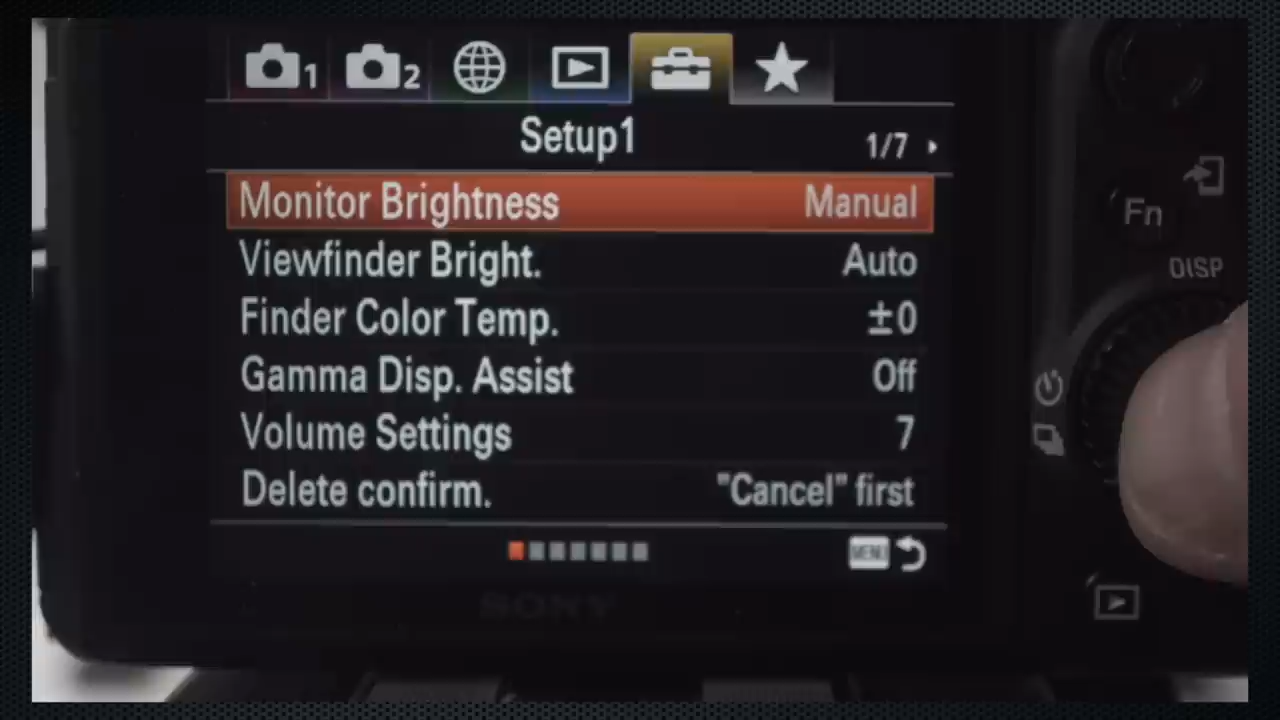 1 2
Setup1 1/7
Monitor Brightness Manual
Viewfinder Bright. Auto
Finder Color Temp. ±0
Gamma Disp. Assist Off
Volume Settings 7
Delete confirm. "Cancel" first
MENU
SONY
Fn
DISP